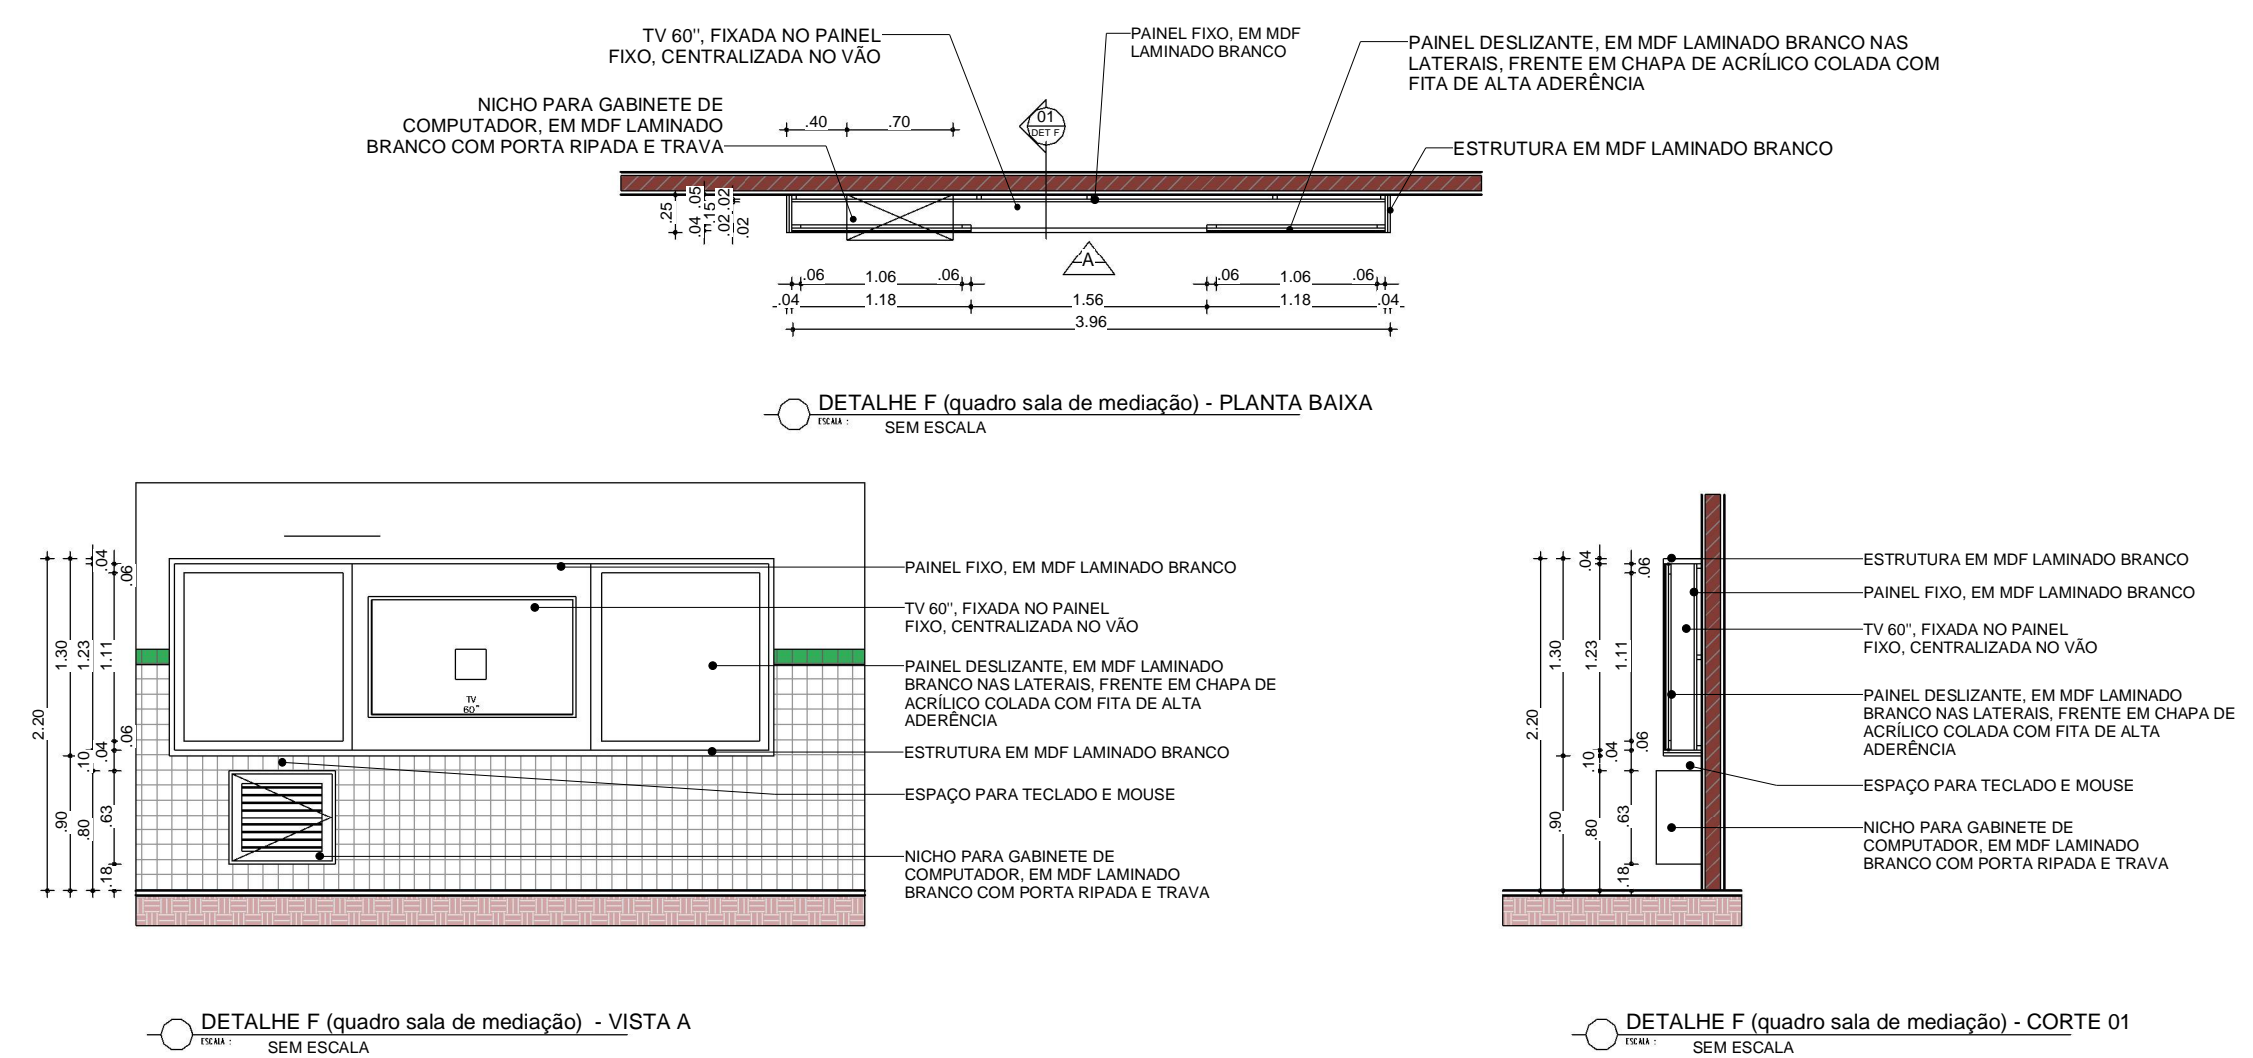 TV 60", FIXADA NO PAINEL
FIXO, CENTRALIZADA NO VÃO
PAINEL FIXO, EM MDF
LAMINADO BRANCO
PAINEL DESLIZANTE, EM MDF LAMINADO BRANCO NAS
LATERAIS, FRENTE EM CHAPA DE ACRÍLICO COLADA COM
FITA DE ALTA ADERÊNCIA
NICHO PARA GABINETE DE
COMPUTADOR, EM MDF LAMINADO
BRANCO COM PORTA RIPADA E TRAVA
.40 .70
01
DET F
ESTRUTURA EM MDF LAMINADO BRANCO
.25
.04 .15 .05
.02 .02 .02
.02
A
.06 1.06 .06 .06 1.06 .06
.04 1.18 1.56 1.18 .04
3.96
DETALHE F (quadro sala de mediação) - PLANTA BAIXA
ESCALA :
SEM ESCALA
2.20
.90 1.30
.80 .10 1.23 .04
.18 .63 .04 1.11
.06 .06
TV
60"
PAINEL FIXO, EM MDF LAMINADO BRANCO
TV 60", FIXADA NO PAINEL
FIXO, CENTRALIZADA NO VÃO
PAINEL DESLIZANTE, EM MDF LAMINADO
BRANCO NAS LATERAIS, FRENTE EM CHAPA DE
ACRÍLICO COLADA COM FITA DE ALTA
ADERÊNCIA
ESTRUTURA EM MDF LAMINADO BRANCO
ESPAÇO PARA TECLADO E MOUSE
NICHO PARA GABINETE DE
COMPUTADOR, EM MDF LAMINADO
BRANCO COM PORTA RIPADA E TRAVA
DETALHE F (quadro sala de mediação) - VISTA A
ESCALA :
SEM ESCALA
2.20
.90 1.30
.80 .10 1.23 .04
.18 .63 .04 1.11
.06 .06
ESTRUTURA EM MDF LAMINADO BRANCO
PAINEL FIXO, EM MDF LAMINADO BRANCO
TV 60", FIXADA NO PAINEL
FIXO, CENTRALIZADA NO VÃO
PAINEL DESLIZANTE, EM MDF LAMINADO
BRANCO NAS LATERAIS, FRENTE EM CHAPA DE
ACRÍLICO COLADA COM FITA DE ALTA
ADERÊNCIA
ESPAÇO PARA TECLADO E MOUSE
NICHO PARA GABINETE DE
COMPUTADOR, EM MDF LAMINADO
BRANCO COM PORTA RIPADA E TRAVA
DETALHE F (quadro sala de mediação) - CORTE 01
ESCALA :
SEM ESCALA